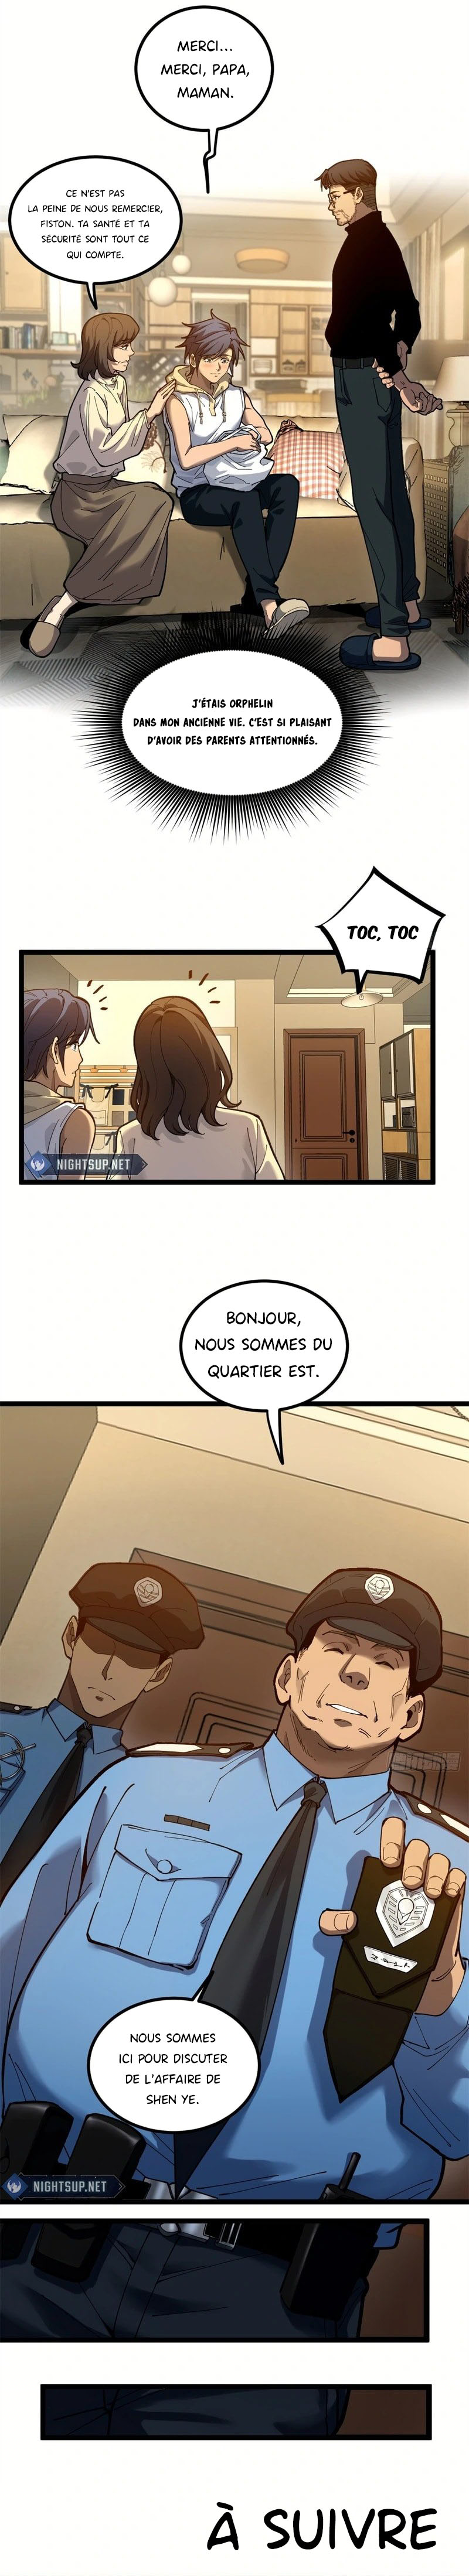 MERCI...
MERCI, PAPA,
MAMAN.
CE N'EST PAS
LA PEINE DE NOUS REMERCIER,
FISTON. TA SANTÉ ET TA
SÉCURITÉ SONT TOUT CE
QUI COMPTE.
J'ÉTAIS ORPHELIN
DANS MON ANCIENNE VIE. C'EST SI PLAISANT
D'AVOIR DES PARENTS ATTENTIONNÉS.
TOC, TOC
NIGHTSUP.NET
BONJOUR,
NOUS SOMMES DU
QUARTIER EST.
NOUS SOMMES
ICI POUR DISCUTER
DE L'AFFAIRE DE
SHEN YE.
NIGHTSUP.NET
À SUIVRE